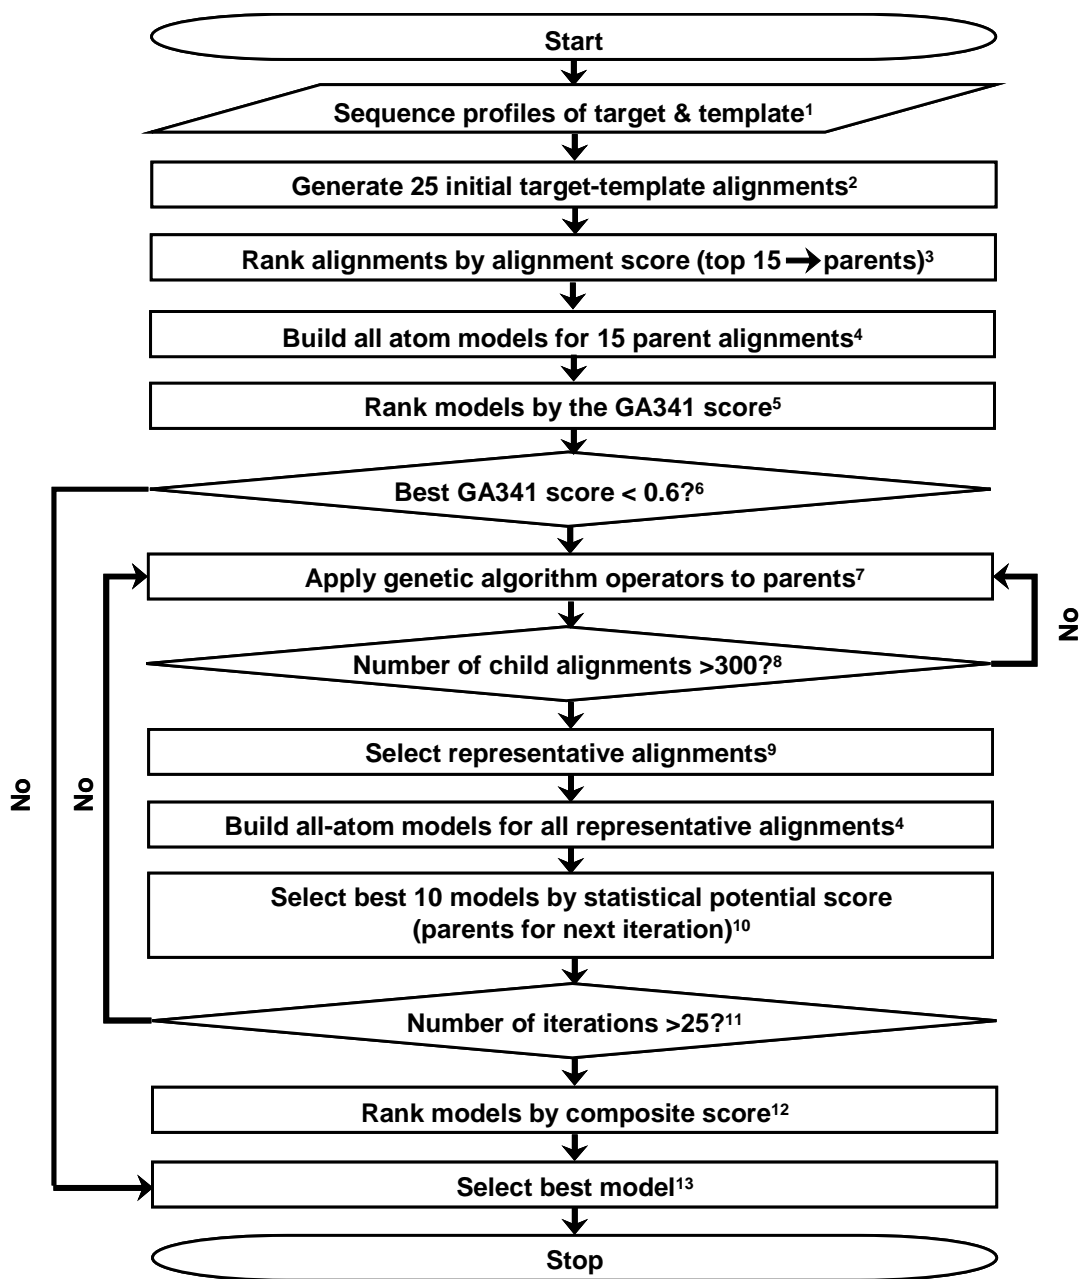 Start
Sequence profiles of target & template¹
Generate 25 initial target-template alignments²
Rank alignments by alignment score (top 15 → parents)³
Build all atom models for 15 parent alignments⁴
Rank models by the GA341 score⁵
Best GA341 score < 0.6?⁶
Apply genetic algorithm operators to parents⁷
No
Number of child alignments >300?⁸
Select representative alignments⁹
No
No
Build all-atom models for all representative alignments⁴
Select best 10 models by statistical potential score
(parents for next iteration)¹⁰
Number of iterations >25?¹¹
Rank models by composite score¹²
Select best model¹³
Stop